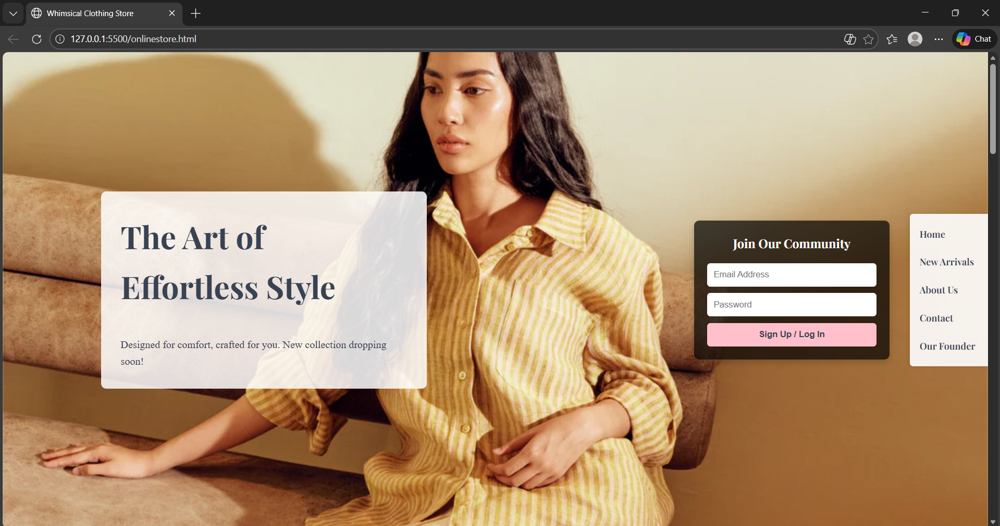 Whimsical Clothing Store
127.0.0.1:5500/onlinestore.html
Chat
The Art of
Effortless Style
Designed for comfort, crafted for you. New collection dropping
soon!
Join Our Community
Email Address
Password
Sign Up / Log In
Home
New Arrivals
About Us
Contact
Our Founder